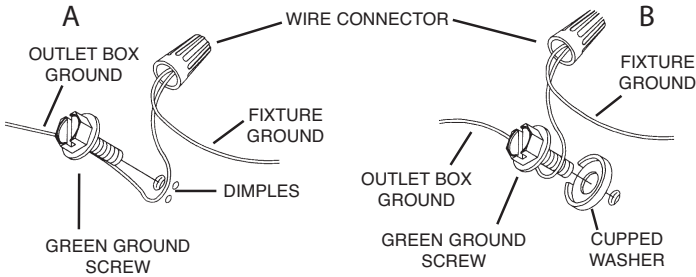 A
WIRE CONNECTOR
B
OUTLET BOX
GROUND
FIXTURE
GROUND
DIMPLES
GREEN GROUND
SCREW
FIXTURE
GROUND
OUTLET BOX
GROUND
GREEN GROUND
SCREW
CUPPED
WASHER